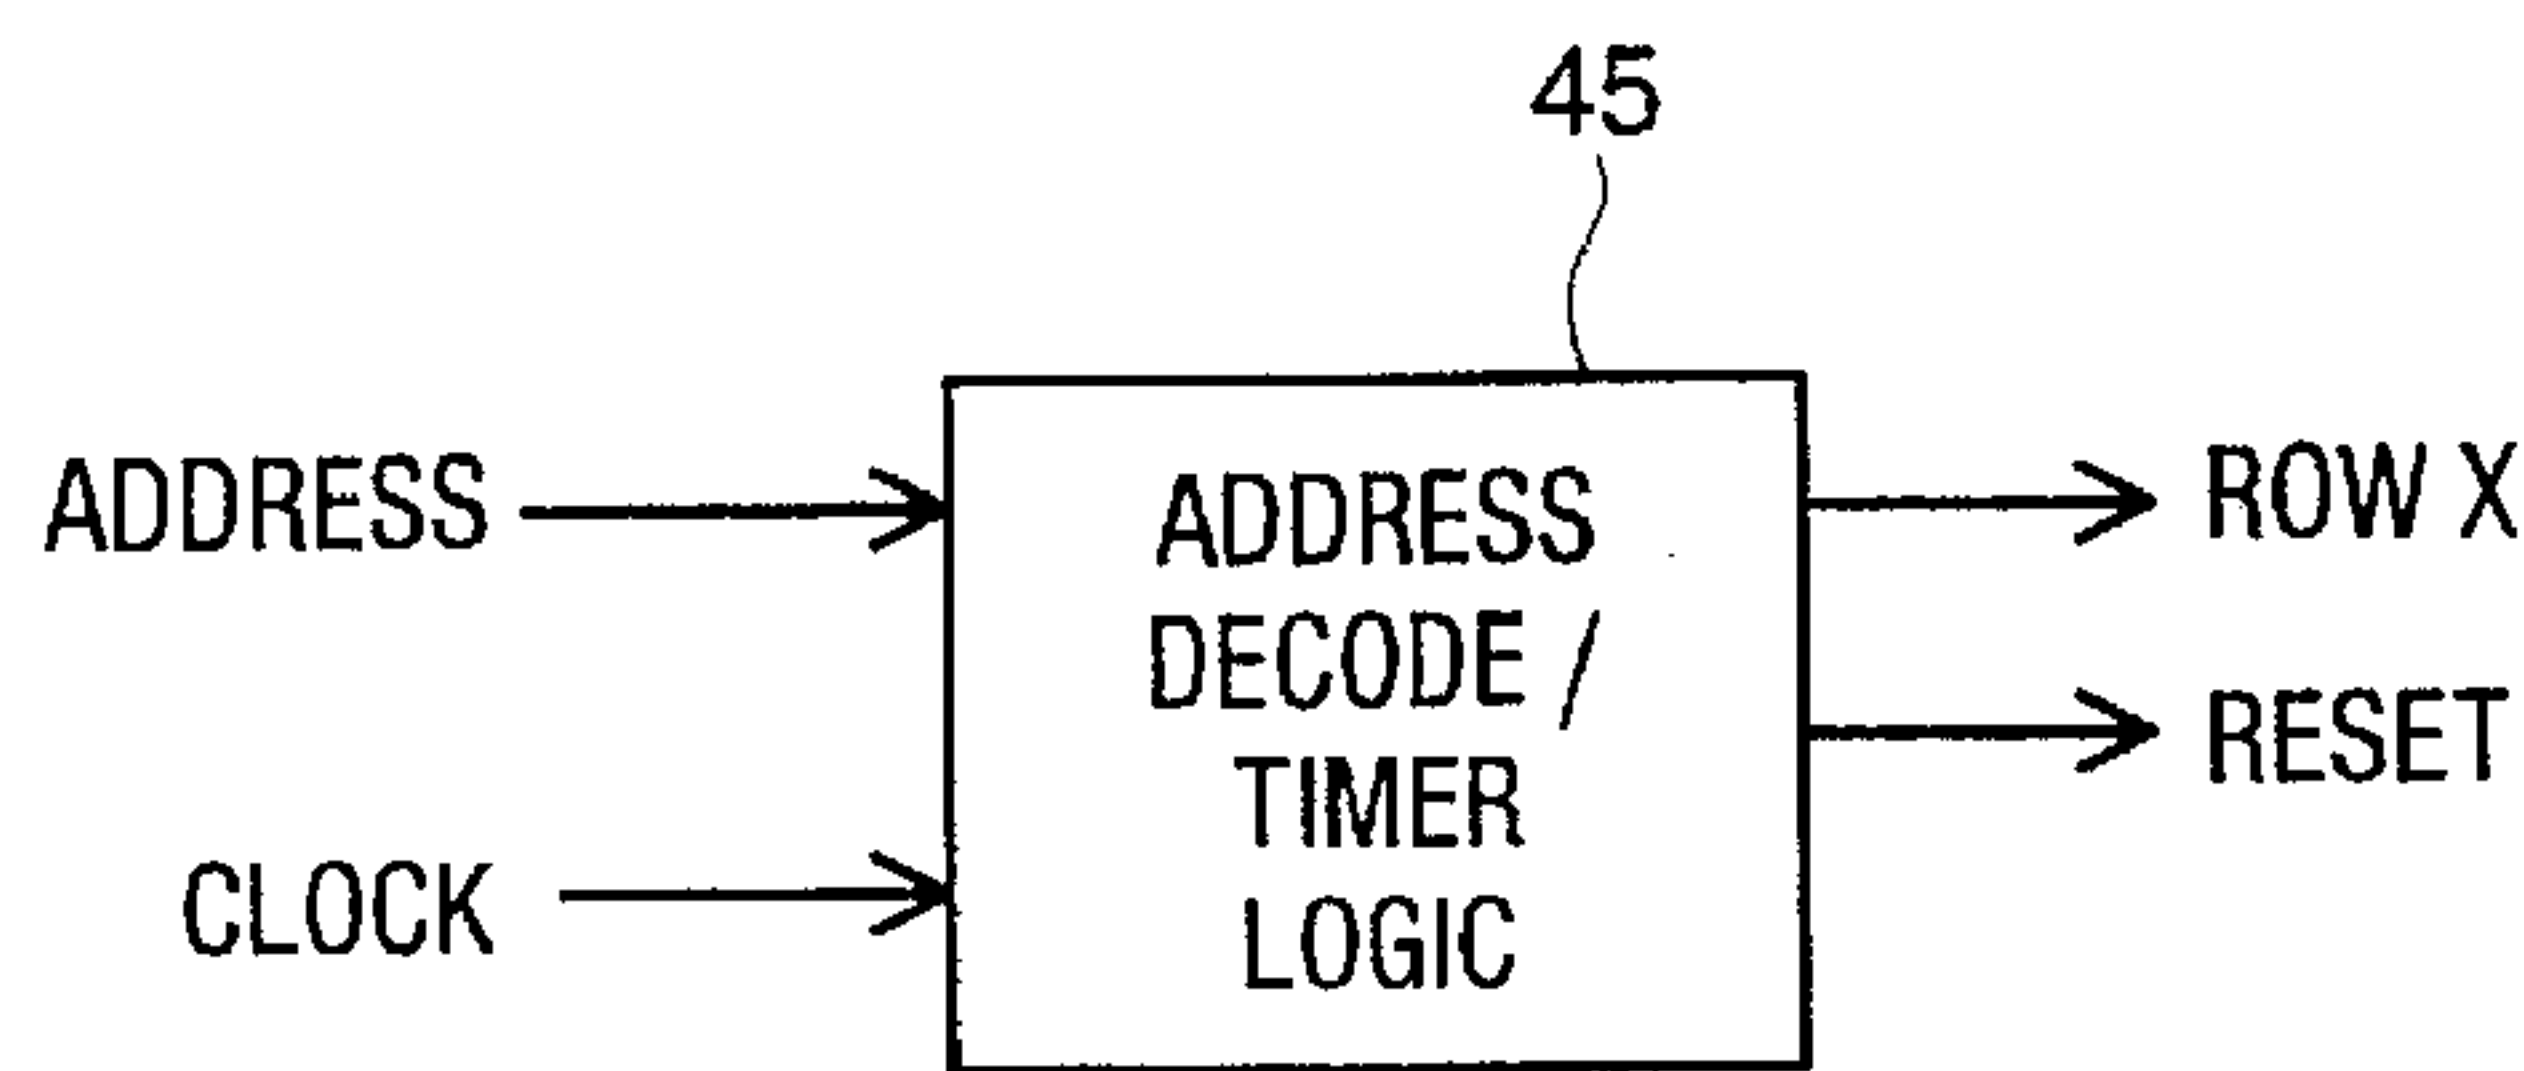 45
ADDRESS
CLOCK
ADDRESS
DECODE /
TIMER
LOGIC
ROW X
RESET